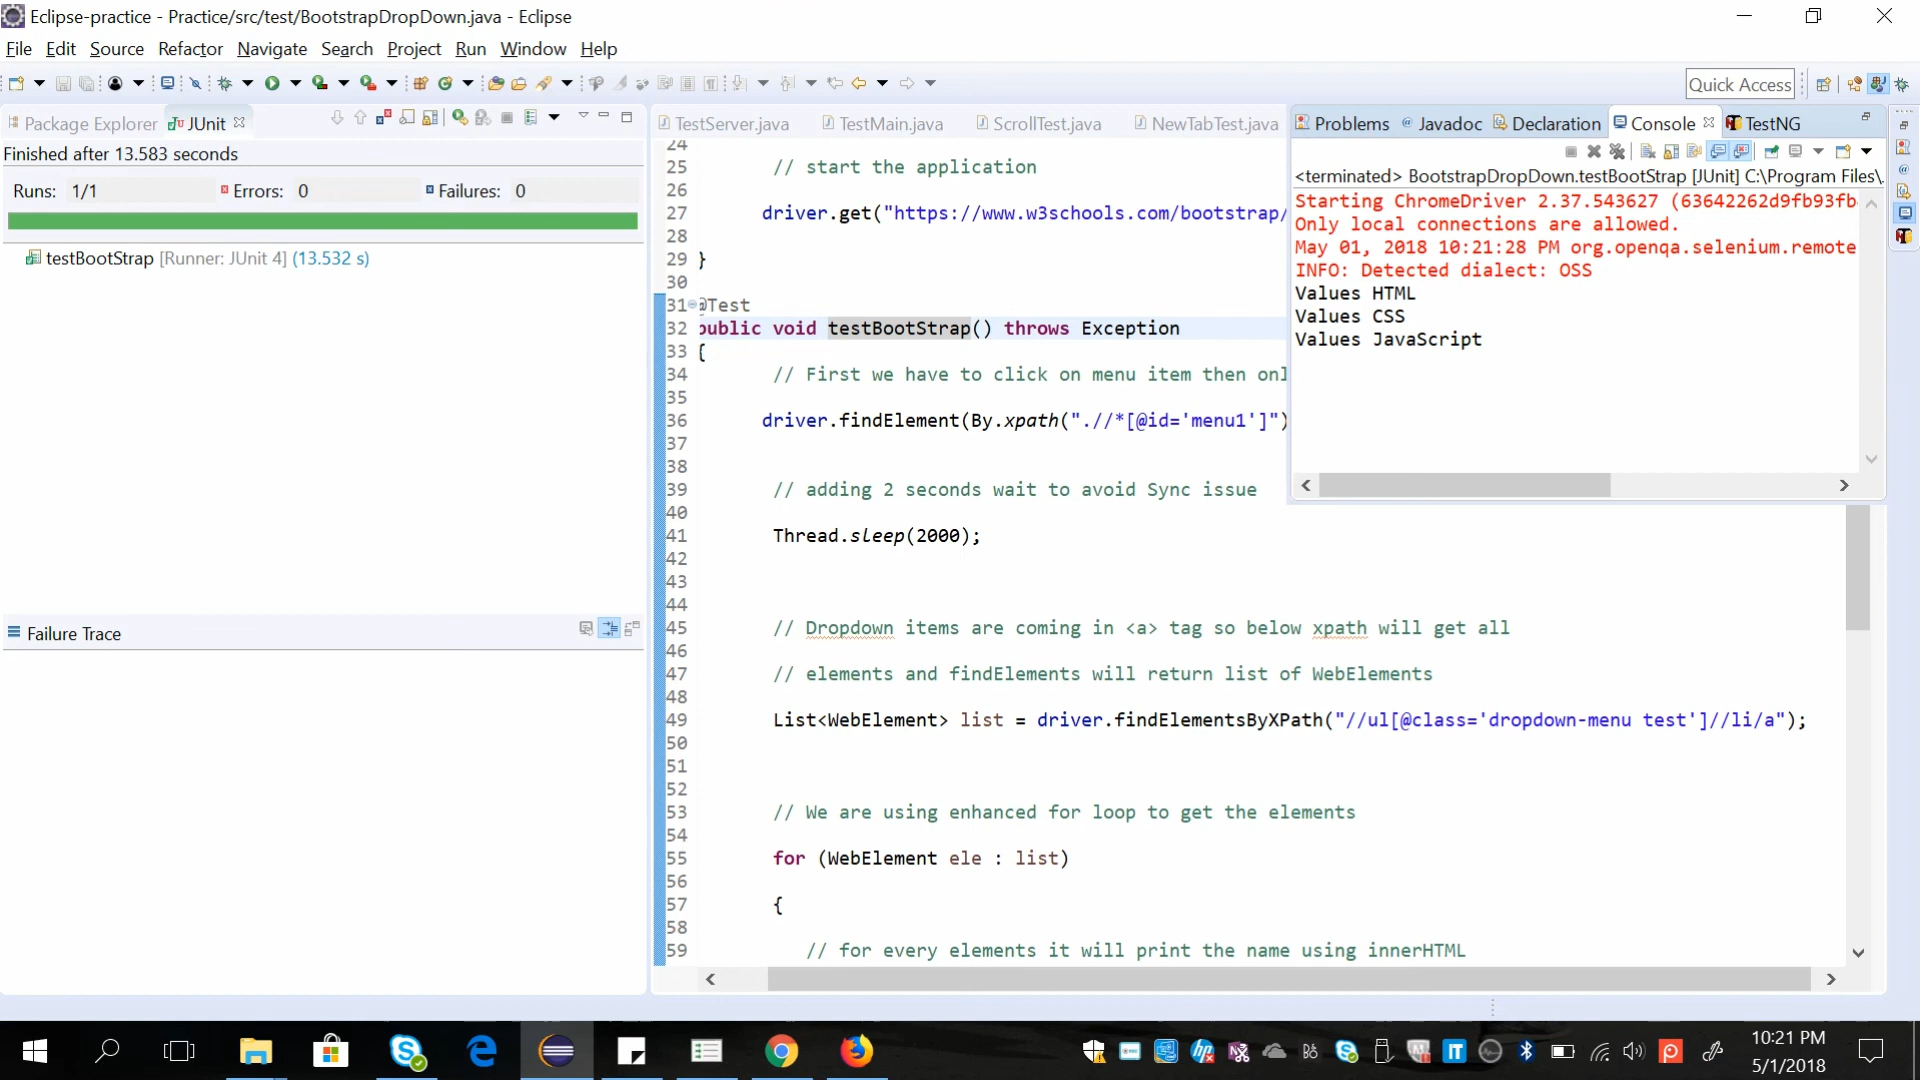 Eclipse-practice - Practice/src/test/BootstrapDropDown.java - Eclipse
File Edit Source Refactor Navigate Search Project Run Window Help
Quick Access
Package Explorer JUnit
Finished after 13.583 seconds
Runs: 1/1 Errors: 0 Failures: 0
testBootStrap [Runner: JUnit 4] (13.532 s)
Failure Trace
TestServer.java TestMain.java ScrollTest.java NewTabTest.java
24
25 // start the application
26
27 driver.get("https://www.w3schools.com/bootstrap/
28
29 }
30
31 @Test
32 public void testBootStrap() throws Exception
33 {
34 // First we have to click on menu item then onl
35
36 driver.findElement(By.xpath(".//*[@id='menu1']")
37
38
39 // adding 2 seconds wait to avoid Sync issue
40
41 Thread.sleep(2000);
42
43
44
45 // Dropdown items are coming in <a> tag so below xpath will get all
46
47 // elements and findElements will return list of WebElements
48
49 List<WebElement> list = driver.findElementsByXPath("//ul[@class='dropdown-menu test']//li/a");
50
51
52
53 // We are using enhanced for loop to get the elements
54
55 for (WebElement ele : list)
56
57 {
58
59 // for every elements it will print the name using innerHTML
Problems Javadoc Declaration Console TestNG
<terminated> BootstrapDropDown.testBootStrap [JUnit] C:\Program Files\
Starting ChromeDriver 2.37.543627 (63642262d9fb93fb
Only local connections are allowed.
May 01, 2018 10:21:28 PM org.openqa.selenium.remote
INFO: Detected dialect: OSS
Values HTML
Values CSS
Values JavaScript
10:21 PM
5/1/2018